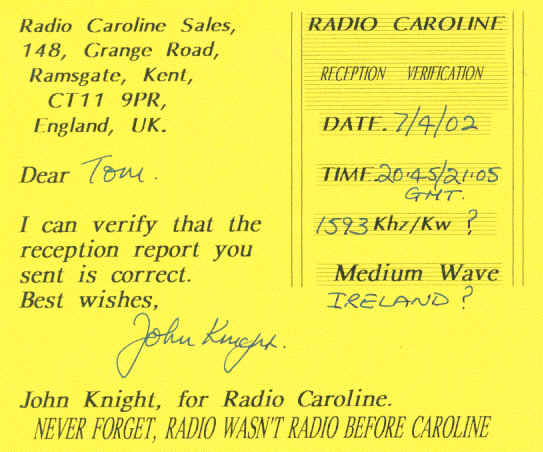 Radio Caroline Sales,
148, Grange Road,
Ramsgate, Kent,
CT11 9PR,
England, UK.
Dear Tom.
I can verify that the
reception report you
sent is correct.
Best wishes,
John Knight.
John Knight, for Radio Caroline.
RADIO CAROLINE
RECEPTION VERIFICATION
DATE. 7/4/02
TIME. 20.45/21.05
GMT.
1593 Khz/Kw ?
Medium Wave
IRELAND ?
NEVER FORGET, RADIO WASN'T RADIO BEFORE CAROLINE